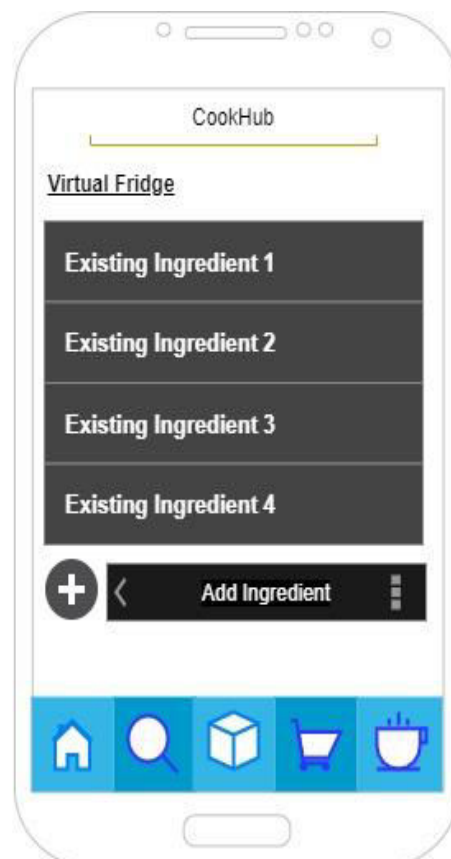 CookHub
Virtual Fridge
Existing Ingredient 1
Existing Ingredient 2
Existing Ingredient 3
Existing Ingredient 4
Add Ingredient